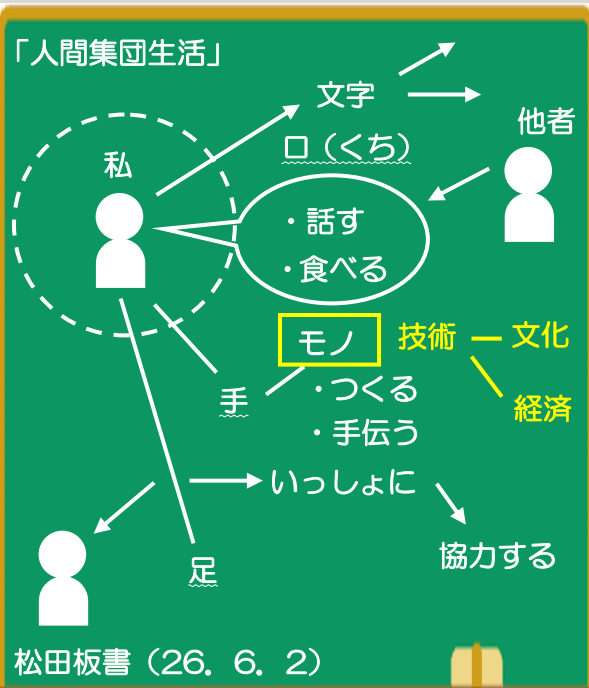 「人間集団生活」
文字
他者
口（くち）
私
・話す
・食べる
モノ
技術
文化
経済
・つくる
手
・手伝う
いっしょに
協力する
足
松田板書（26．6．2）